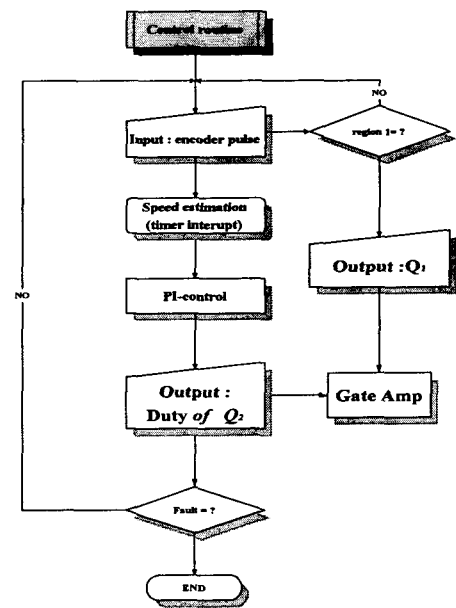 Control routine
NO
Input : encoder pulse
region 1= ?
Speed estimation
(timer interupt)
Output :Q1
NO
PI-control
Output :
Duty of Q2
Gate Amp
Fault = ?
END